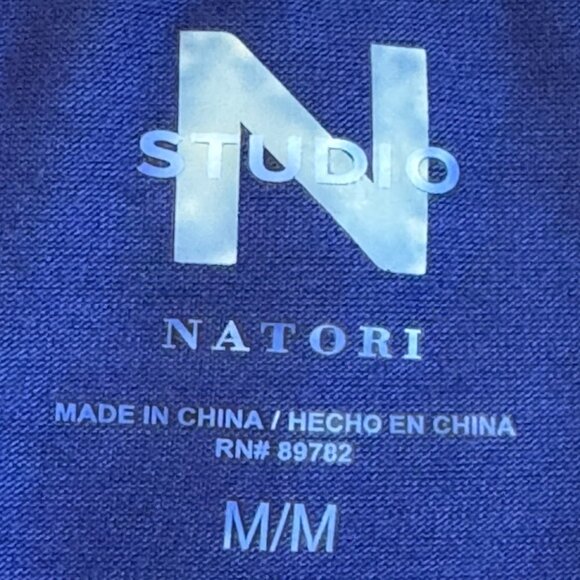 N
STUDIO
NATORI
MADE IN CHINA / HECHO EN CHINA
RN# 89782
M/M